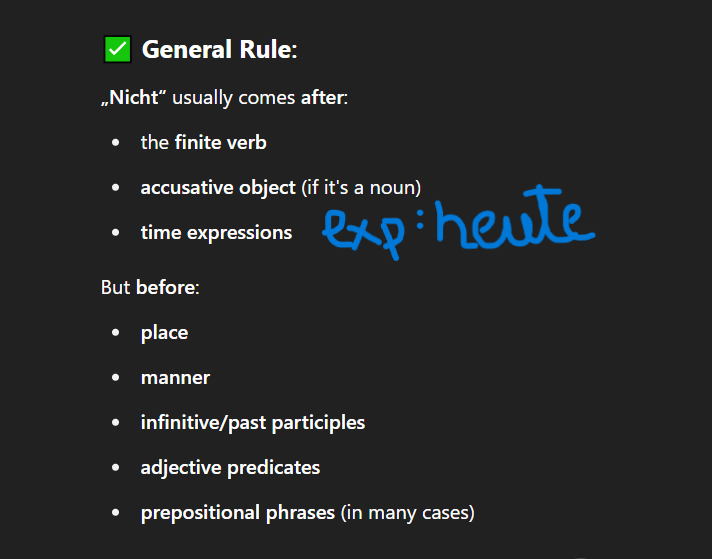 ✅ General Rule:
„Nicht“ usually comes after:
• the finite verb
• accusative object (if it's a noun)
• time expressions exp: heute
But before:
• place
• manner
• infinitive/past participles
• adjective predicates
• prepositional phrases (in many cases)